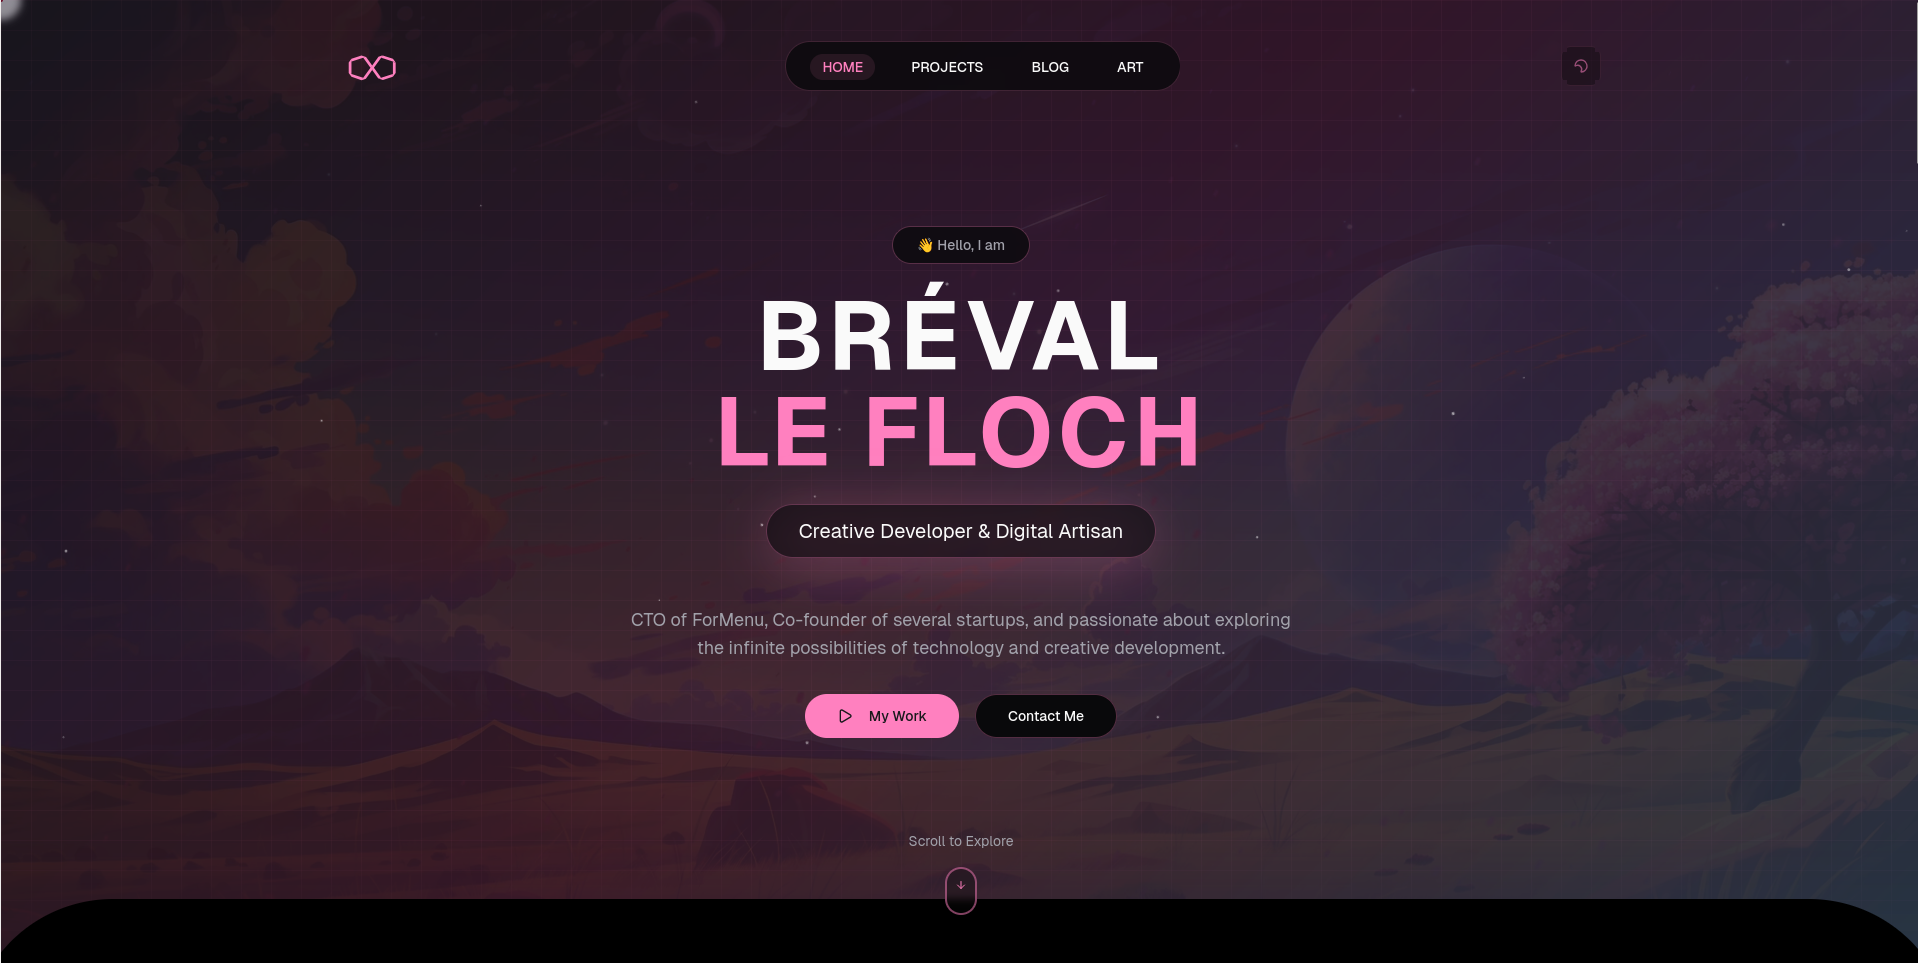 HOME PROJECTS BLOG ART
👋 Hello, I am
BRÉVAL
LE FLOCH
Creative Developer & Digital Artisan
CTO of ForMenu, Co-founder of several startups, and passionate about exploring
the infinite possibilities of technology and creative development.
My Work
Contact Me
Scroll to Explore